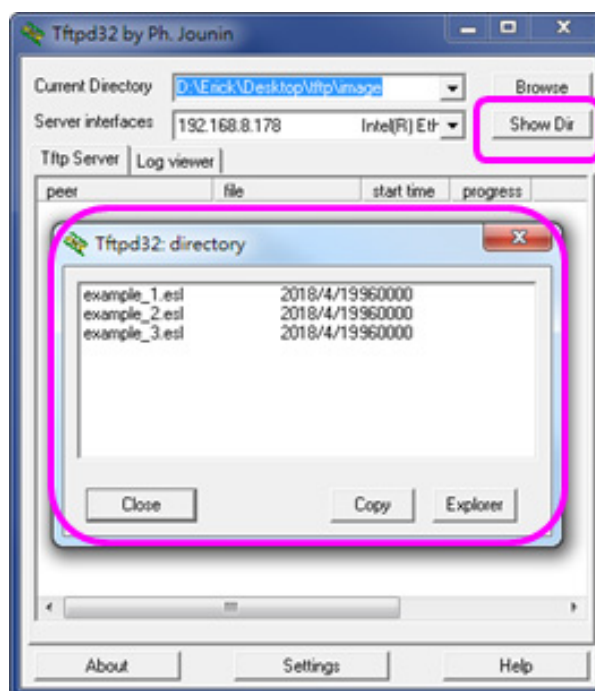 Tftpd32 by Ph. Jounin
Current Directory D:\Erick\Desktop\tftp\image Browse
Server interfaces 192.168.8.178 Intel(R) Eth Show Dir
Tftp Server Log viewer
peer file start time progress
Tftpd32: directory
example_1.esl 2018/4/19960000
example_2.esl 2018/4/19960000
example_3.esl 2018/4/19960000
Close Copy Explorer
About Settings Help